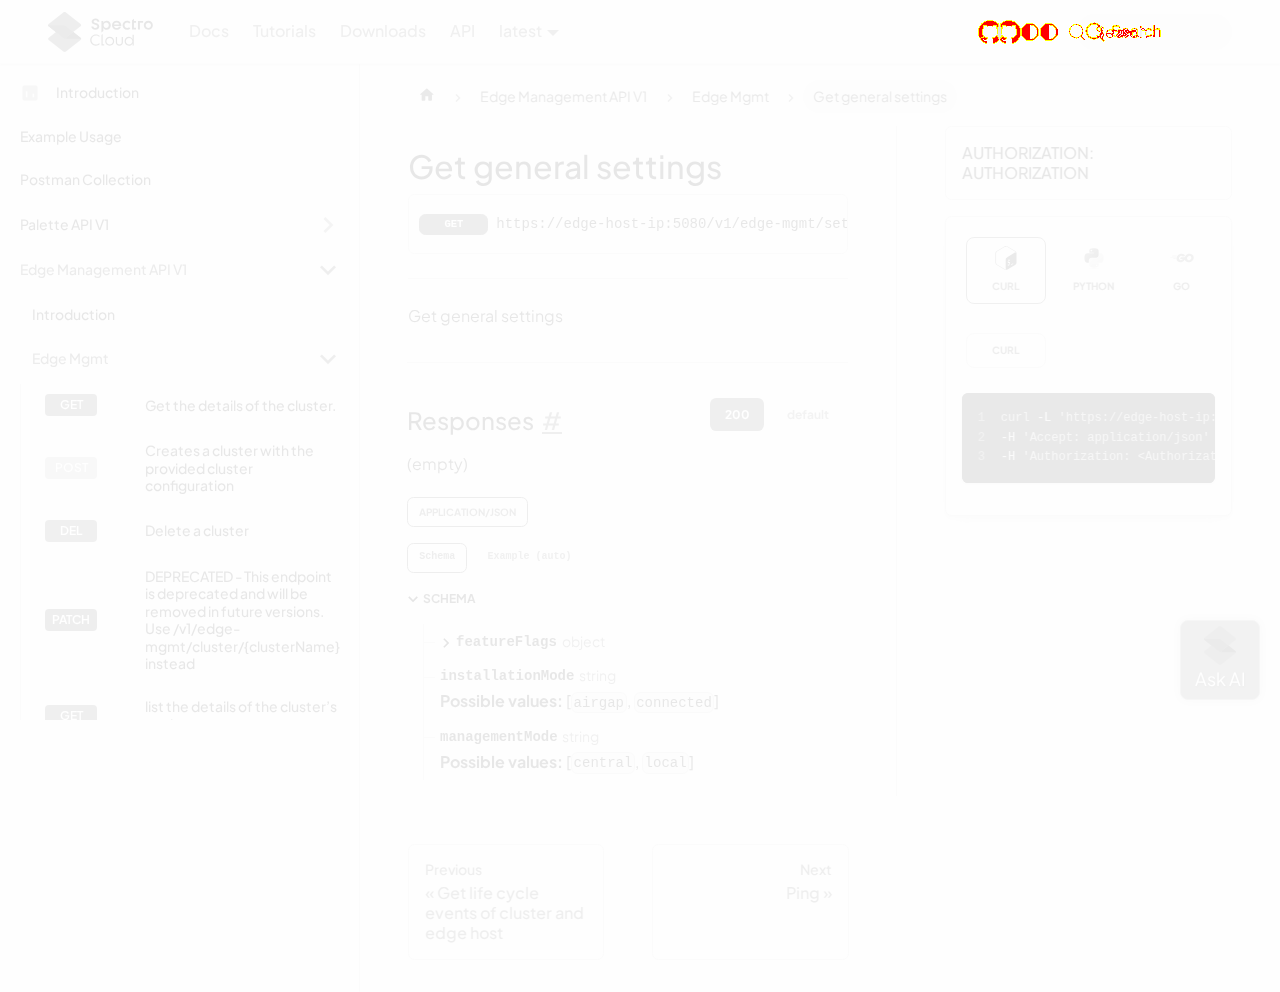 Spectro
Cloud
Docs
Tutorials
Downloads
API
latest
Introduction
Example Usage
Postman Collection
Palette API V1
Edge Management API V1
Introduction
Edge Mgmt
GET
Get the details of the cluster.
POST
Creates a cluster with the
provided cluster
configuration
DEL
Delete a cluster
PATCH
DEPRECATED - This endpoint
is deprecated and will be
removed in future versions.
Use /v1/edge-
mgmt/cluster/{clusterName}
instead
GET
list the details of the cluster's
Edge Management API V1
Edge Mgmt
Get general settings
Get general settings
GET
https://edge-host-ip:5080/v1/edge-mgmt/set
Get general settings
Responses #
200
default
(empty)
APPLICATION/JSON
Schema
Example (auto)
SCHEMA
featureFlags object
installationMode string
Possible values: [airgap, connected]
managementMode string
Possible values: [central, local]
Previous
« Get life cycle
events of cluster and
edge host
Next
Ping »
AUTHORIZATION:
AUTHORIZATION
CURL
PYTHON
GO
GO
CURL
1 curl -L 'https://edge-host-ip:
2 -H 'Accept: application/json'
3 -H 'Authorization: <Authorizat
Ask AI